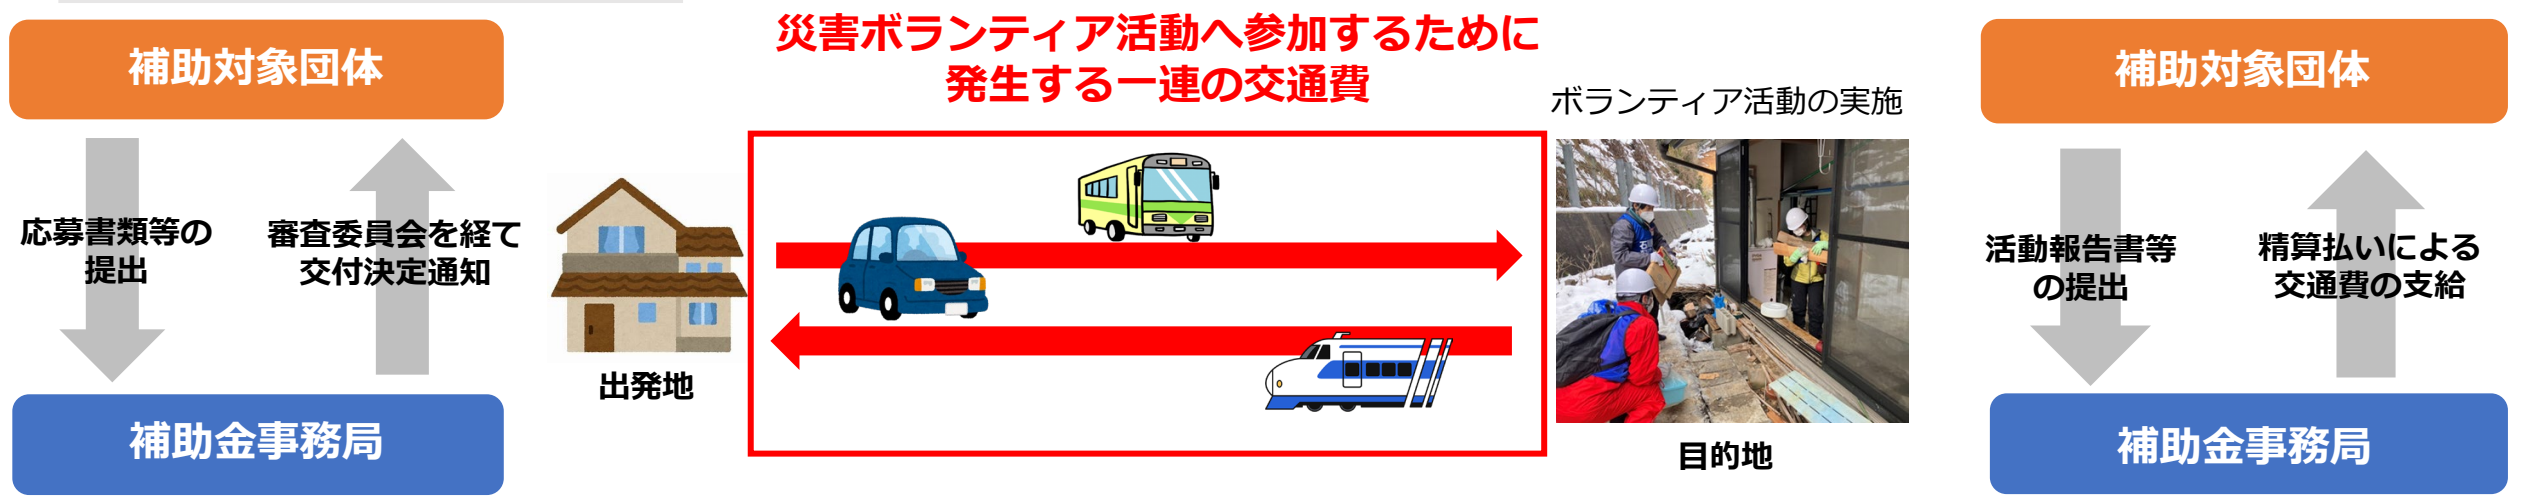 補助対象団体
応募書類等の
提出
審査委員会を経て
交付決定通知
補助金事務局
災害ボランティア活動へ参加するために
発生する一連の交通費
出発地
ボランティア活動の実施
目的地
補助対象団体
活動報告書等
の提出
精算払いによる
交通費の支給
補助金事務局